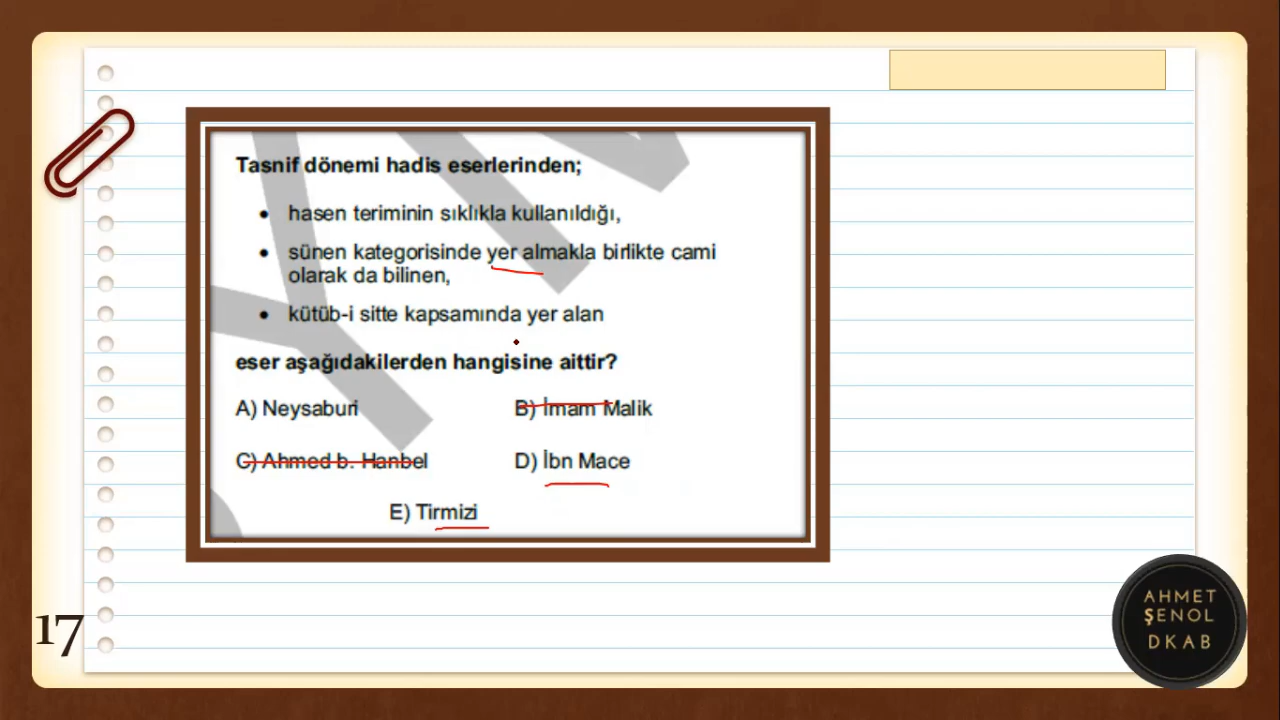 Tasnif dönemi hadis eserlerinden;
• hasen teriminin sıklıkla kullanıldığı,
• sünen kategorisinde yer almakla birlikte cami
olarak da bilinen,
• kütüb-i sitte kapsamında yer alan
eser aşağıdakilerden hangisine aittir?
A) Neysaburi
B) İmam Malik
C) Ahmed b. Hanbel
D) İbn Mace
E) Tirmizi
17
AHMET
ŞENOL
DKAB